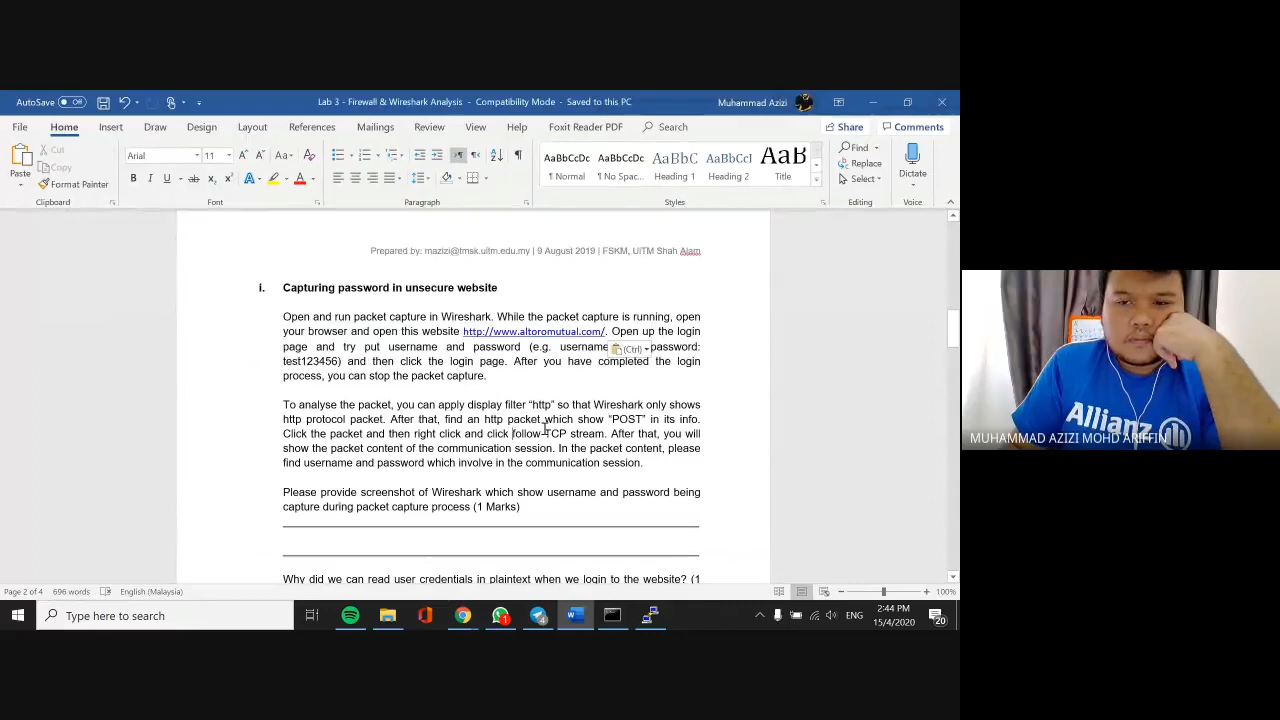 AutoSave Off
Lab 3 - Firewall & Wireshark Analysis - Compatibility Mode - Saved to this PC
Muhammad Azizi
File Home Insert Draw Design Layout References Mailings Review View Help Foxit Reader PDF Search Share Comments
Paste
Cut
Copy
Format Painter
Arial 11
AaBbCcDc AaBbCcDc AaBbC AaBbCcI AaB
¶ Normal ¶ No Spac... Heading 1 Heading 2 Title
Find
Replace
Select
Dictate
Clipboard Font Paragraph Styles Editing Voice
Prepared by: mazizi@tmsk.uitm.edu.my | 9 August 2019 | FSKM, UITM Shah Alam
i. Capturing password in unsecure website
Open and run packet capture in Wireshark. While the packet capture is running, open
your browser and open this website http://www.altoromutual.com/. Open up the login
page and try put username and password (e.g. username password:
(Ctrl)
test123456) and then click the login page. After you have completed the login
process, you can stop the packet capture.
To analyse the packet, you can apply display filter “http” so that Wireshark only shows
http protocol packet. After that, find an http packet which show “POST” in its info.
Click the packet and then right click and click follow TCP stream. After that, you will
show the packet content of the communication session. In the packet content, please
find username and password which involve in the communication session.
Please provide screenshot of Wireshark which show username and password being
capture during packet capture process (1 Marks)
Why did we can read user credentials in plaintext when we login to the website? (1
Page 2 of 4 696 words English (Malaysia) 100%
Type here to search
ENG
2:44 PM
15/4/2020
20
Allianz
MUHAMMAD AZIZI MOHD ARIFFIN